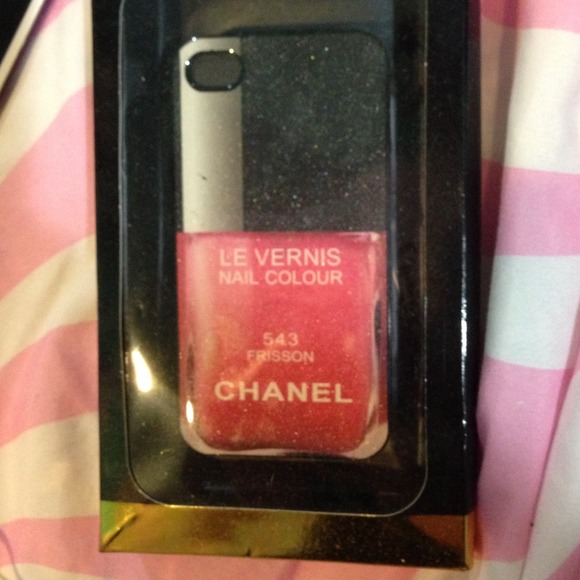 LE VERNIS
NAIL COLOUR
543
FRISSON
CHANEL